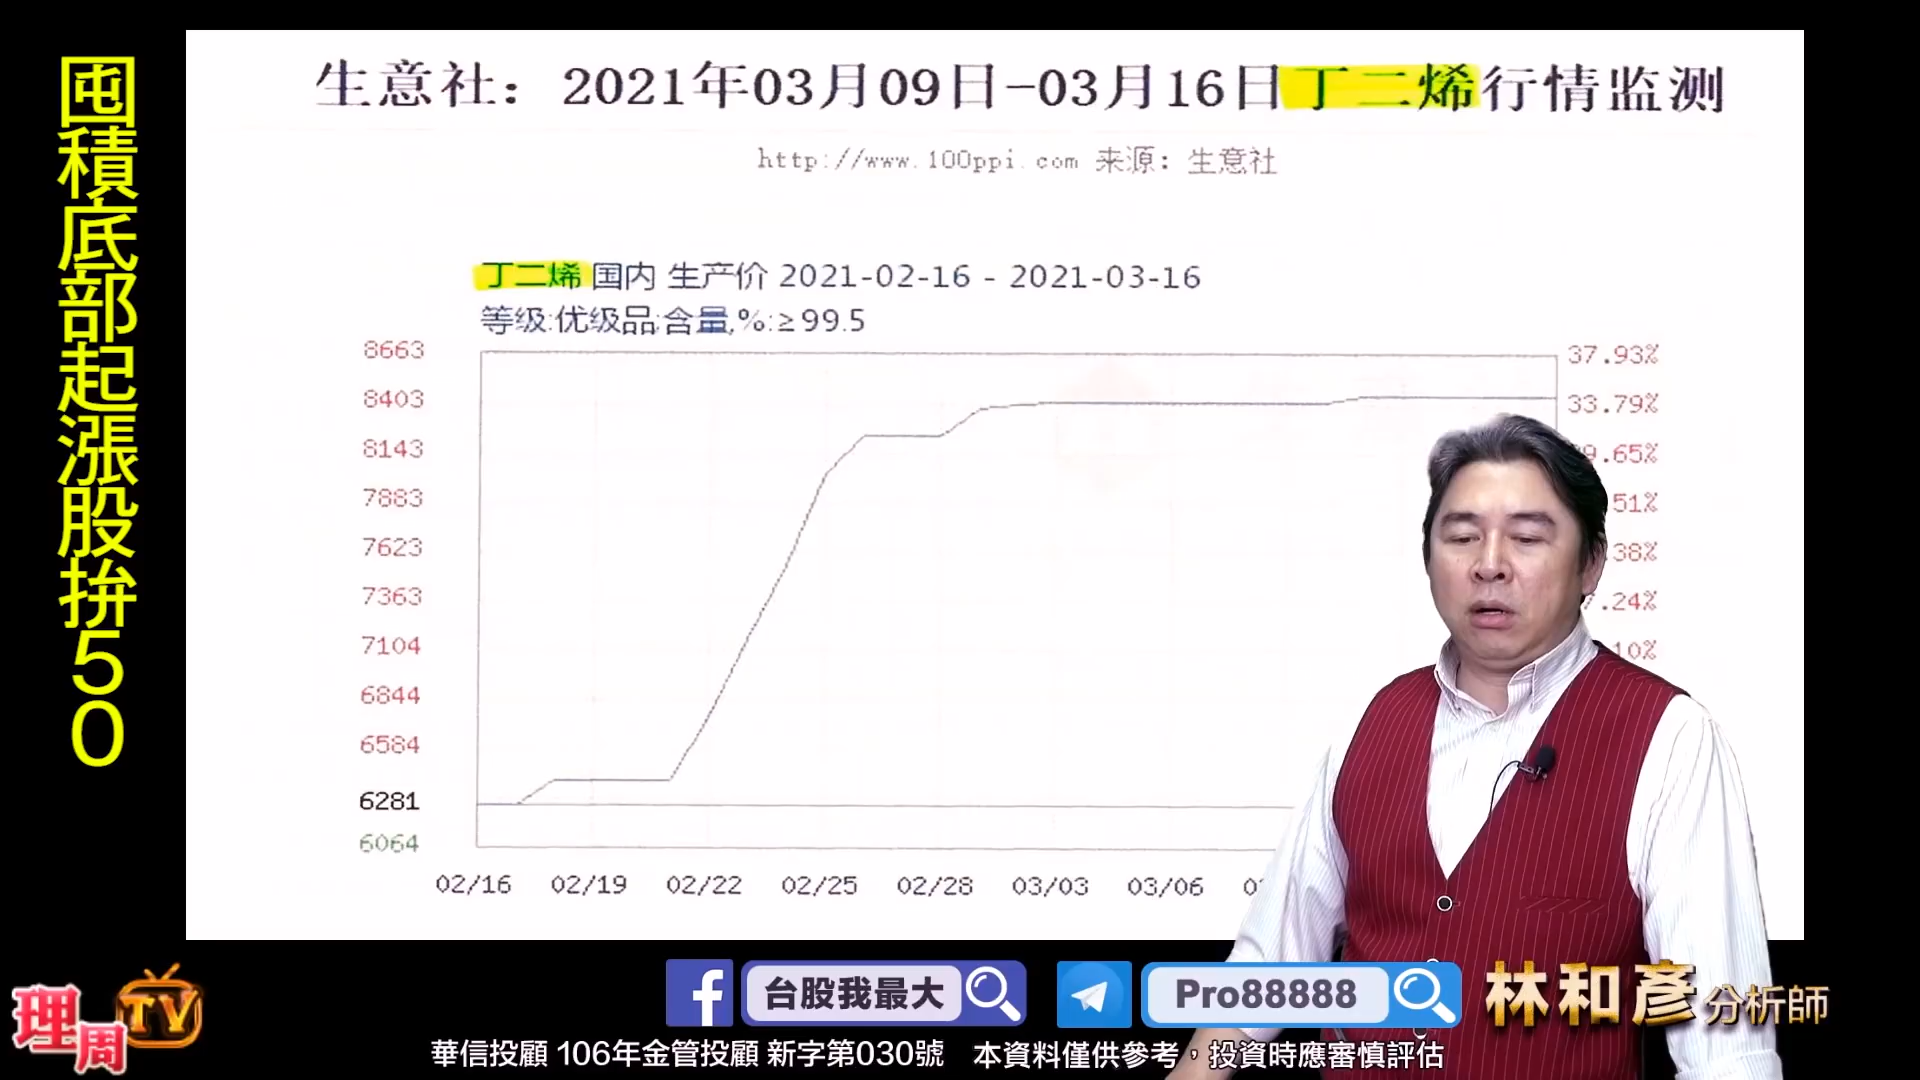 囤積底部起漲股拚50
生意社：2021年03月09日-03月16日丁二烯行情监测
http://www.100ppi.com 来源：生意社
丁二烯 国内 生产价 2021-02-16 - 2021-03-16
等级:优级品;含量,%:≥99.5
8663 37.93%
8403 33.79%
8143 9.65%
7883 51%
7623 .38%
7363 7.24%
7104 10%
6844
6584
6281
6064
02/16 02/19 02/22 02/25 02/28 03/03 03/06
理周TV
台股我最大
Pro88888
林和彥 分析師
華信投顧 106年金管投顧 新字第030號 本資料僅供參考，投資時應審慎評估